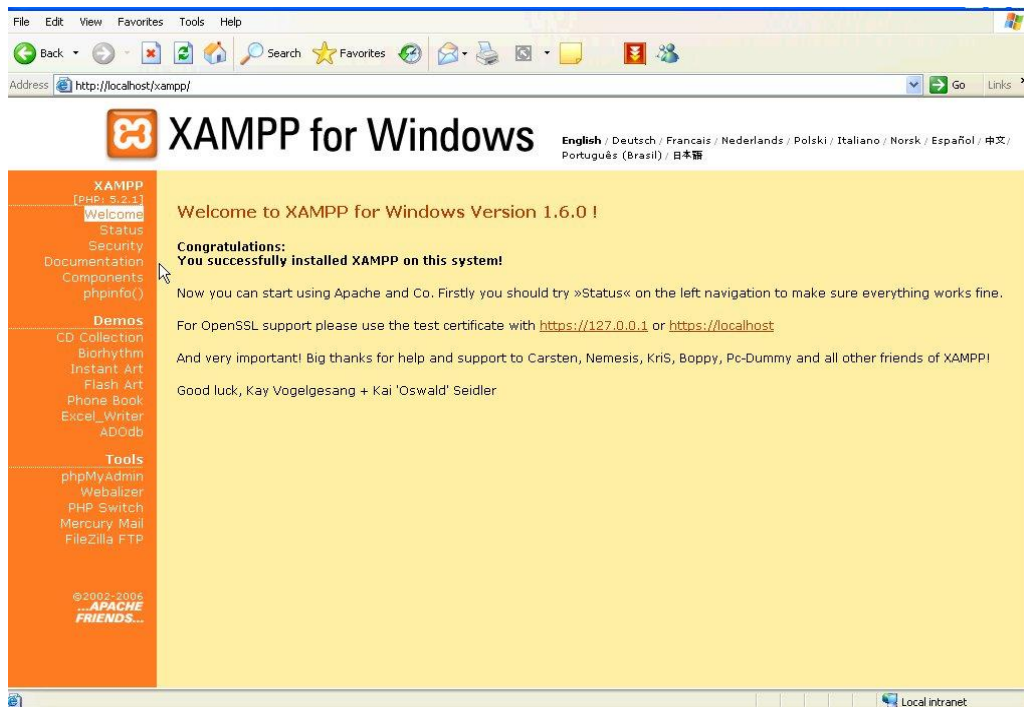 File Edit View Favorites Tools Help
Back Search Favorites
Address http://localhost/xampp/ Go Links
XAMPP for Windows
English / Deutsch / Francais / Nederlands / Polski / Italiano / Norsk / Español / 中文 /
Português (Brasil) / 日本語
XAMPP
[PHP: 5.2.1]
Welcome
Status
Security
Documentation
Components
phpinfo()
Demos
CD Collection
Biorhythm
Instant Art
Flash Art
Phone Book
Excel_Writer
ADOdb
Tools
phpMyAdmin
Webalizer
PHP Switch
Mercury Mail
FileZilla FTP
©2002-2006
...APACHE
FRIENDS...
Welcome to XAMPP for Windows Version 1.6.0 !
Congratulations:
You successfully installed XAMPP on this system!
Now you can start using Apache and Co. Firstly you should try »Status« on the left navigation to make sure everything works fine.
For OpenSSL support please use the test certificate with https://127.0.0.1 or https://localhost
And very important! Big thanks for help and support to Carsten, Nemesis, KriS, Boppy, Pc-Dummy and all other friends of XAMPP!
Good luck, Kay Vogelgesang + Kai 'Oswald' Seidler
Local intranet